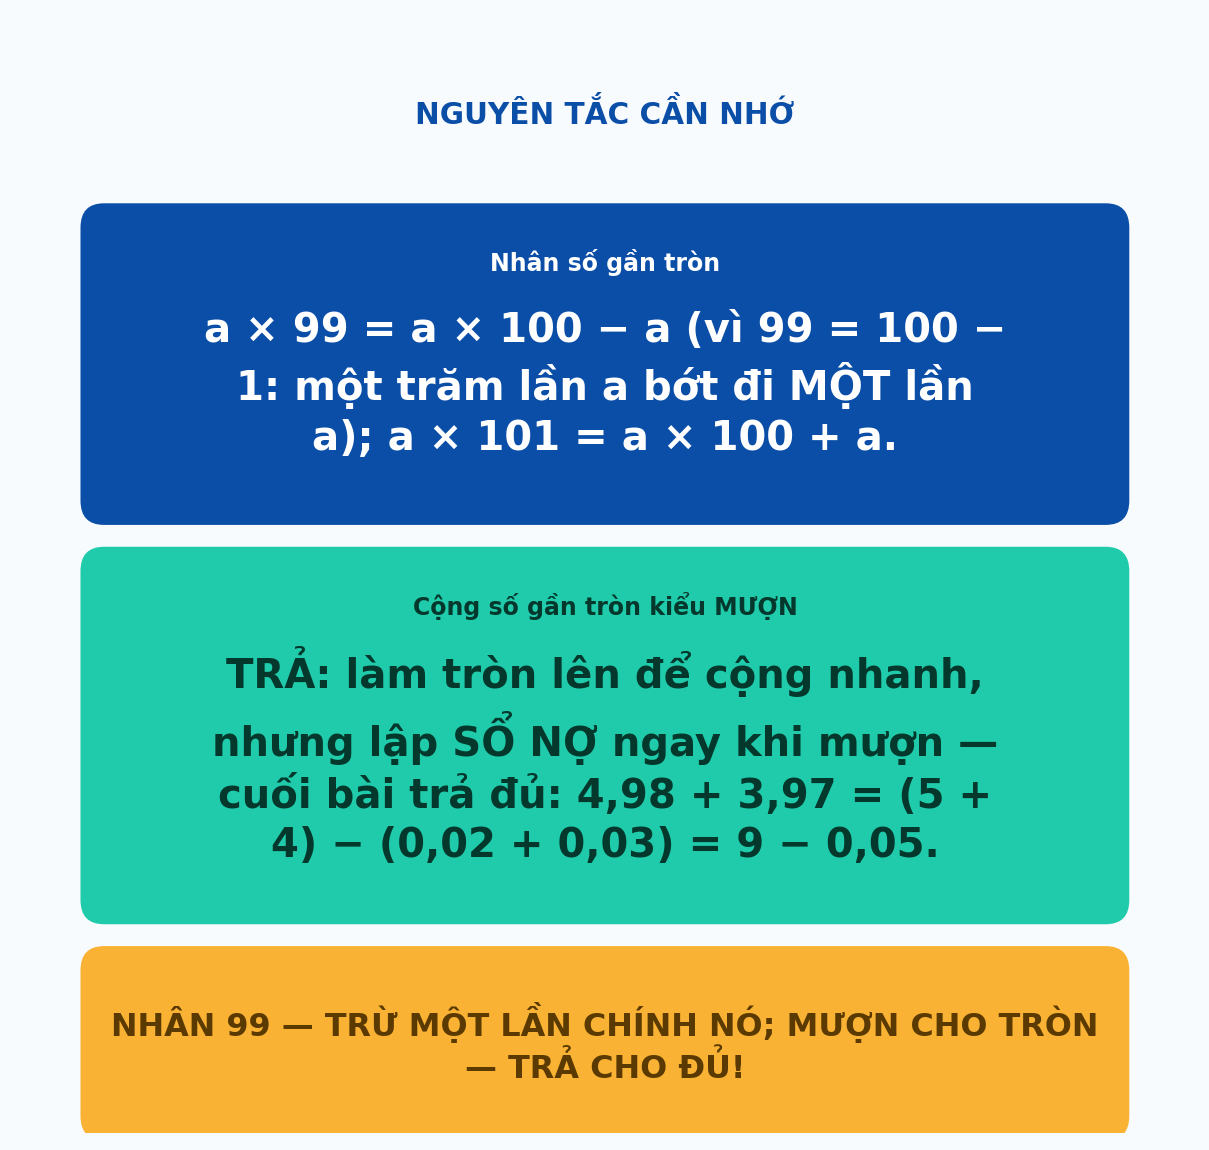 NGUYÊN TẮC CẦN NHỚ
Nhân số gần tròn
a × 99 = a × 100 − a (vì 99 = 100 −
1: một trăm lần a bớt đi MỘT lần
a); a × 101 = a × 100 + a.
Cộng số gần tròn kiểu MƯỢN
TRẢ: làm tròn lên để cộng nhanh,
nhưng lập SỔ NỢ ngay khi mượn —
cuối bài trả đủ: 4,98 + 3,97 = (5 +
4) − (0,02 + 0,03) = 9 − 0,05.
NHÂN 99 — TRỪ MỘT LẦN CHÍNH NÓ; MƯỢN CHO TRÒN
— TRẢ CHO ĐỦ!